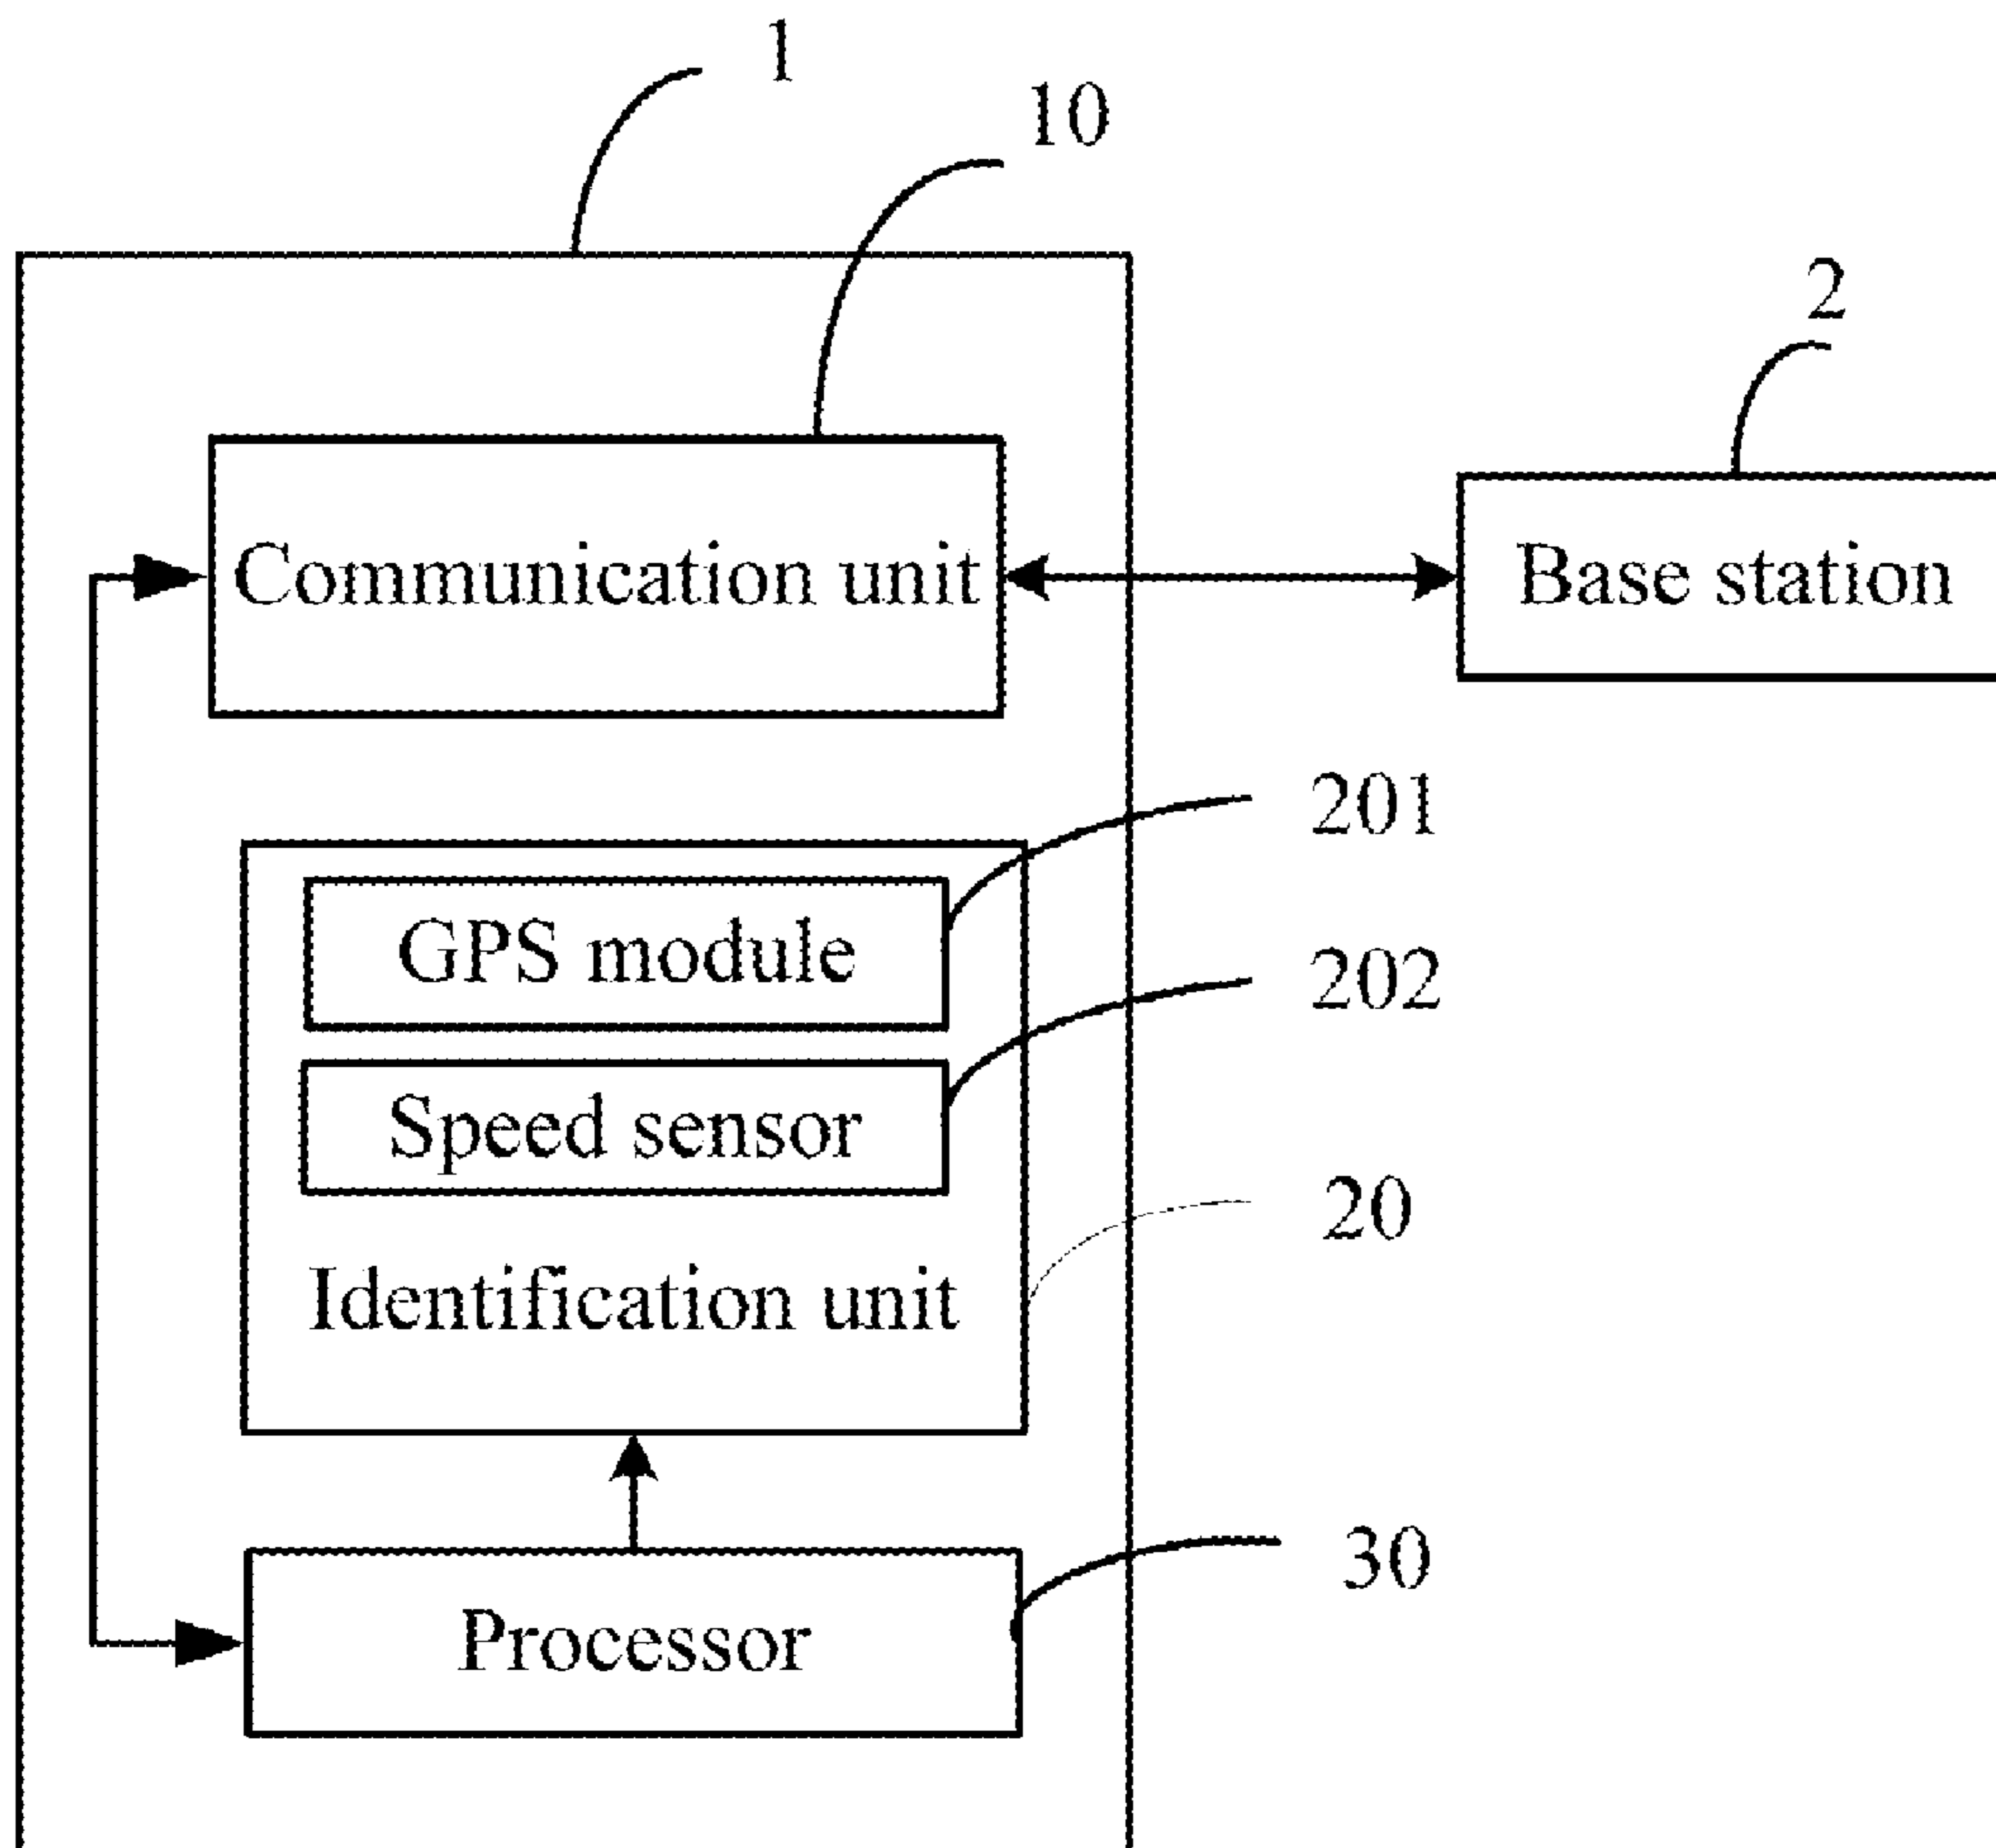 1
10
2
Communication unit
Base station
201
GPS module
202
Speed sensor
20
Identification unit
30
Processor